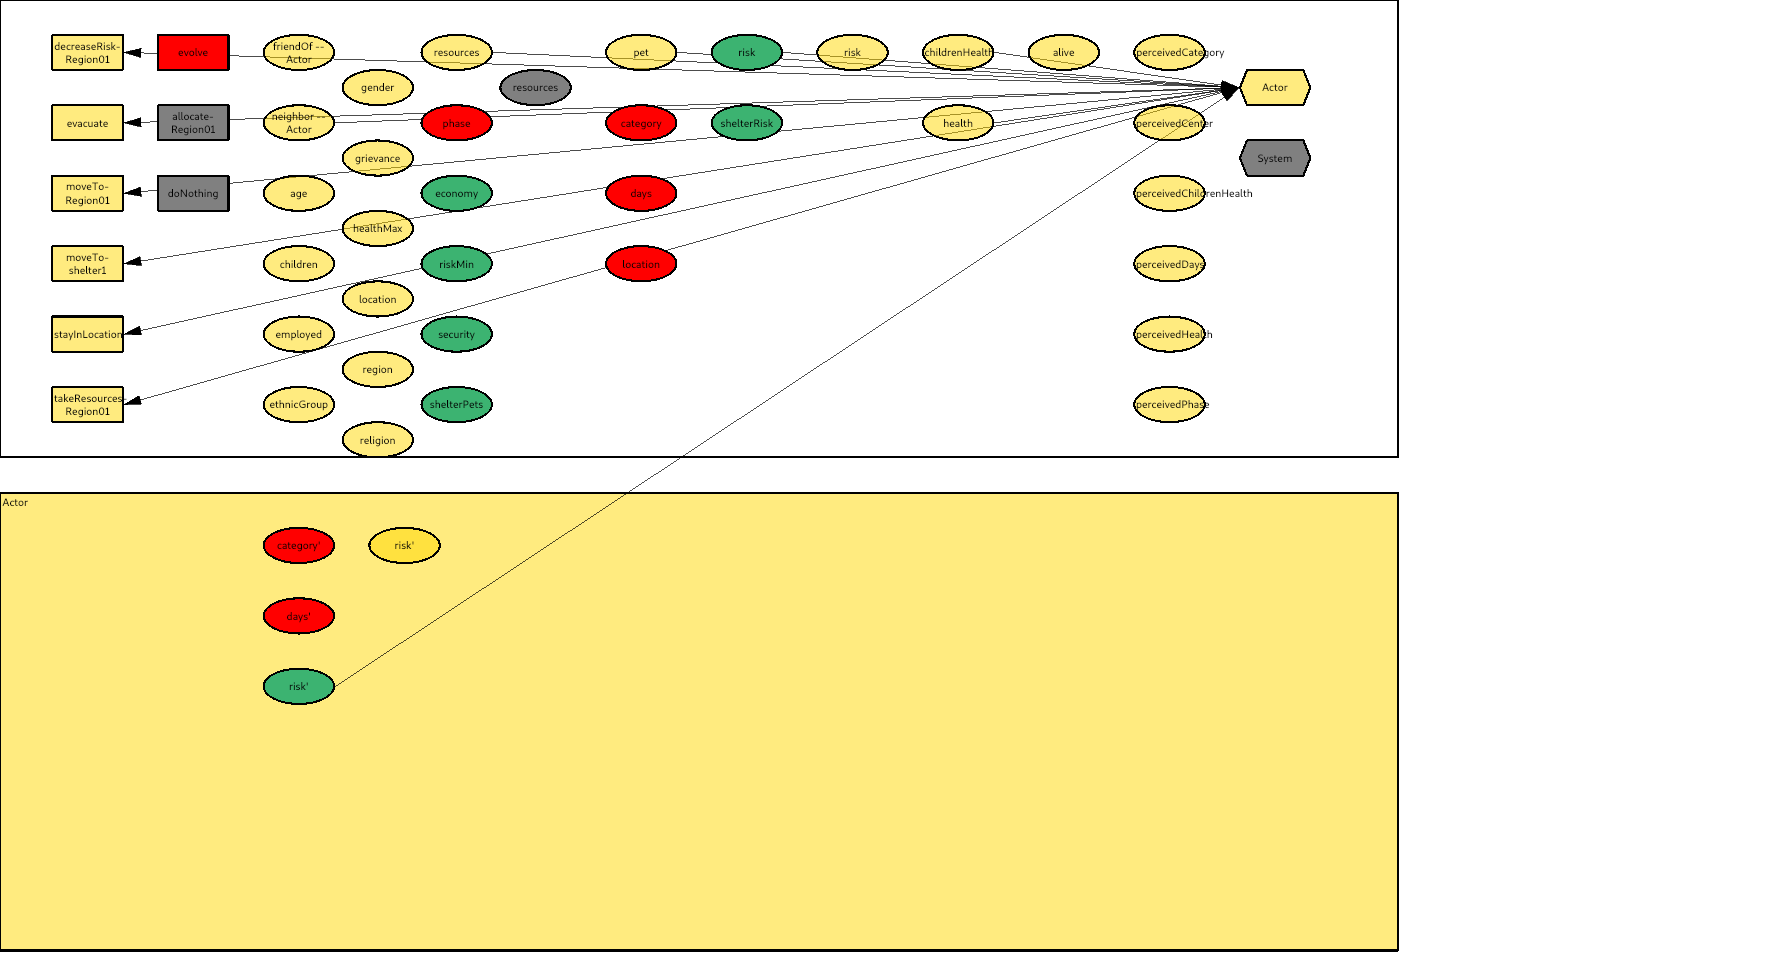 decreaseRisk-
Region01
evolve
friendOf --
Actor
resources
pet
risk
risk
childrenHealth
alive
perceivedCategory
gender
resources
Actor
evacuate
allocate-
Region01
neighbor --
Actor
phase
category
shelterRisk
health
perceivedCenter
grievance
System
moveTo-
Region01
doNothing
age
economy
days
perceivedChildrenHealth
healthMax
moveTo-
shelter1
children
riskMin
location
perceivedDays
location
stayInLocation
employed
security
perceivedHealth
region
takeResources-
Region01
ethnicGroup
shelterPets
perceivedPhase
religion
Actor
category'
risk'
days'
risk'